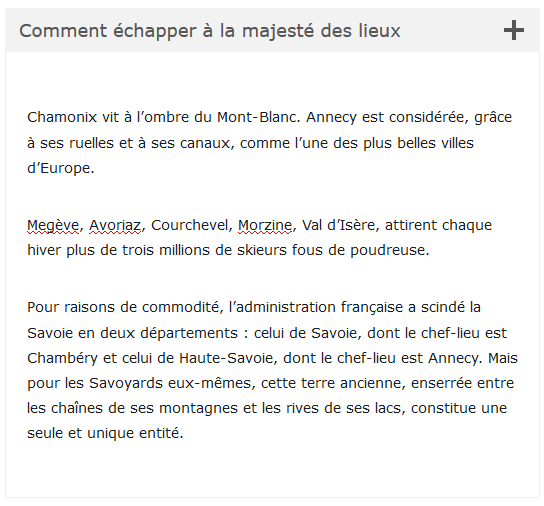 Comment échapper à la majesté des lieux
Chamonix vit à l’ombre du Mont-Blanc. Annecy est considérée, grâce
à ses ruelles et à ses canaux, comme l’une des plus belles villes
d’Europe.
Megève, Avoriaz, Courchevel, Morzine, Val d’Isère, attirent chaque
hiver plus de trois millions de skieurs fous de poudreuse.
Pour raisons de commodité, l’administration française a scindé la
Savoie en deux départements : celui de Savoie, dont le chef-lieu est
Chambéry et celui de Haute-Savoie, dont le chef-lieu est Annecy. Mais
pour les Savoyards eux-mêmes, cette terre ancienne, enserrée entre
les chaînes de ses montagnes et les rives de ses lacs, constitue une
seule et unique entité.